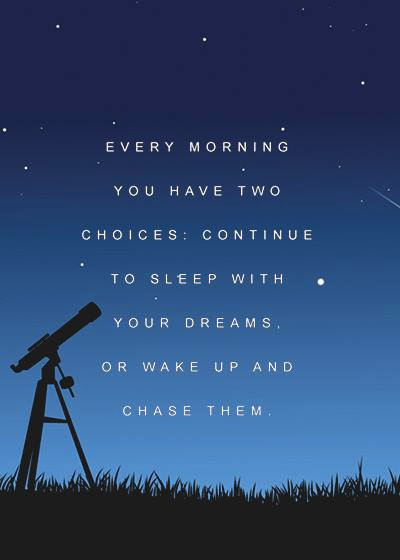 EVERY MORNING
YOU HAVE TWO
CHOICES: CONTINUE
TO SLEEP WITH
YOUR DREAMS,
OR WAKE UP AND
CHASE THEM.